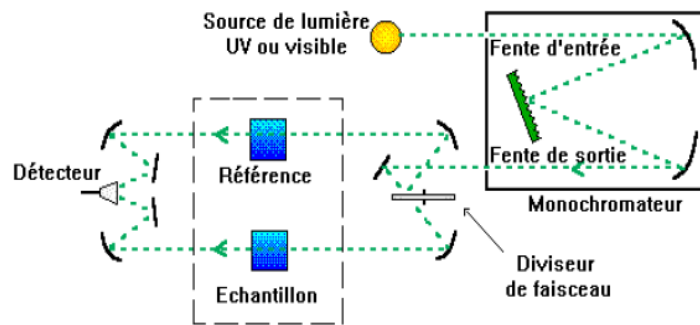 Source de lumière
UV ou visible
Fente d'entrée
Fente de sortie
Monochromateur
Détecteur
Référence
Echantillon
Diviseur
de faisceau